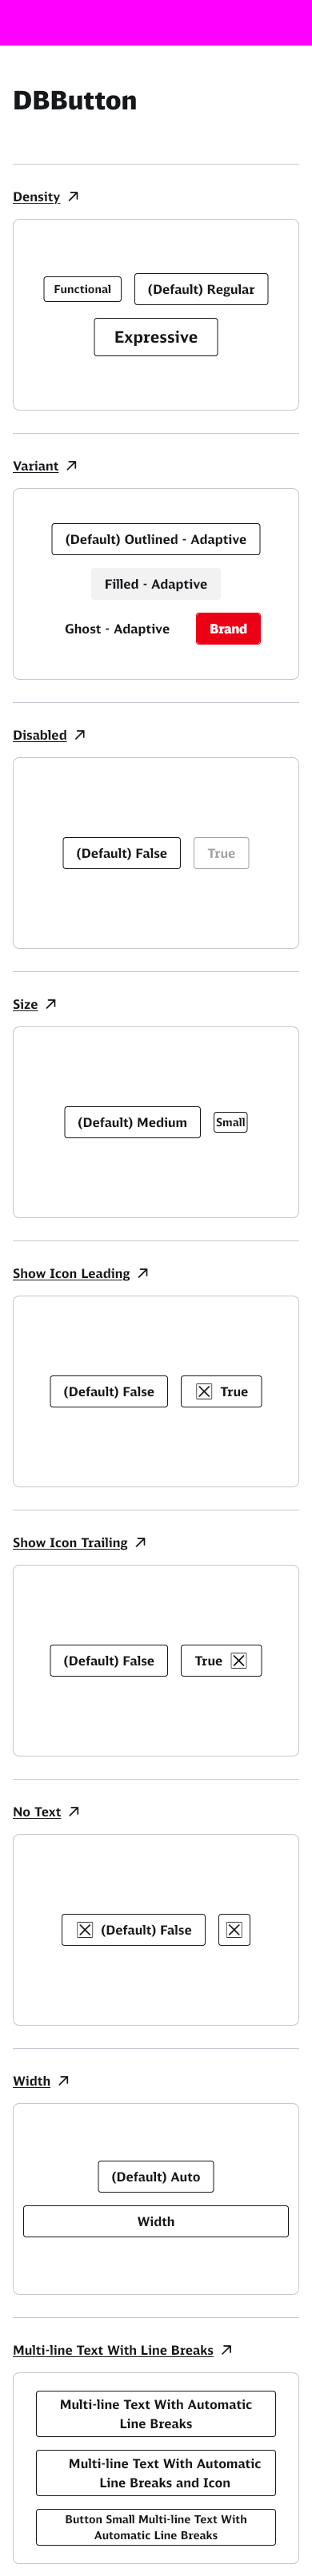 DBButton
Density
Functional
(Default) Regular
Expressive
Variant
(Default) Outlined - Adaptive
Filled - Adaptive
Ghost - Adaptive
Brand
Disabled
(Default) False
True
Size
(Default) Medium
Small
Show Icon Leading
(Default) False
True
Show Icon Trailing
(Default) False
True
No Text
(Default) False
Width
(Default) Auto
Width
Multi-line Text With Line Breaks
Multi-line Text With Automatic
Line Breaks
Multi-line Text With Automatic
Line Breaks and Icon
Button Small Multi-line Text With
Automatic Line Breaks